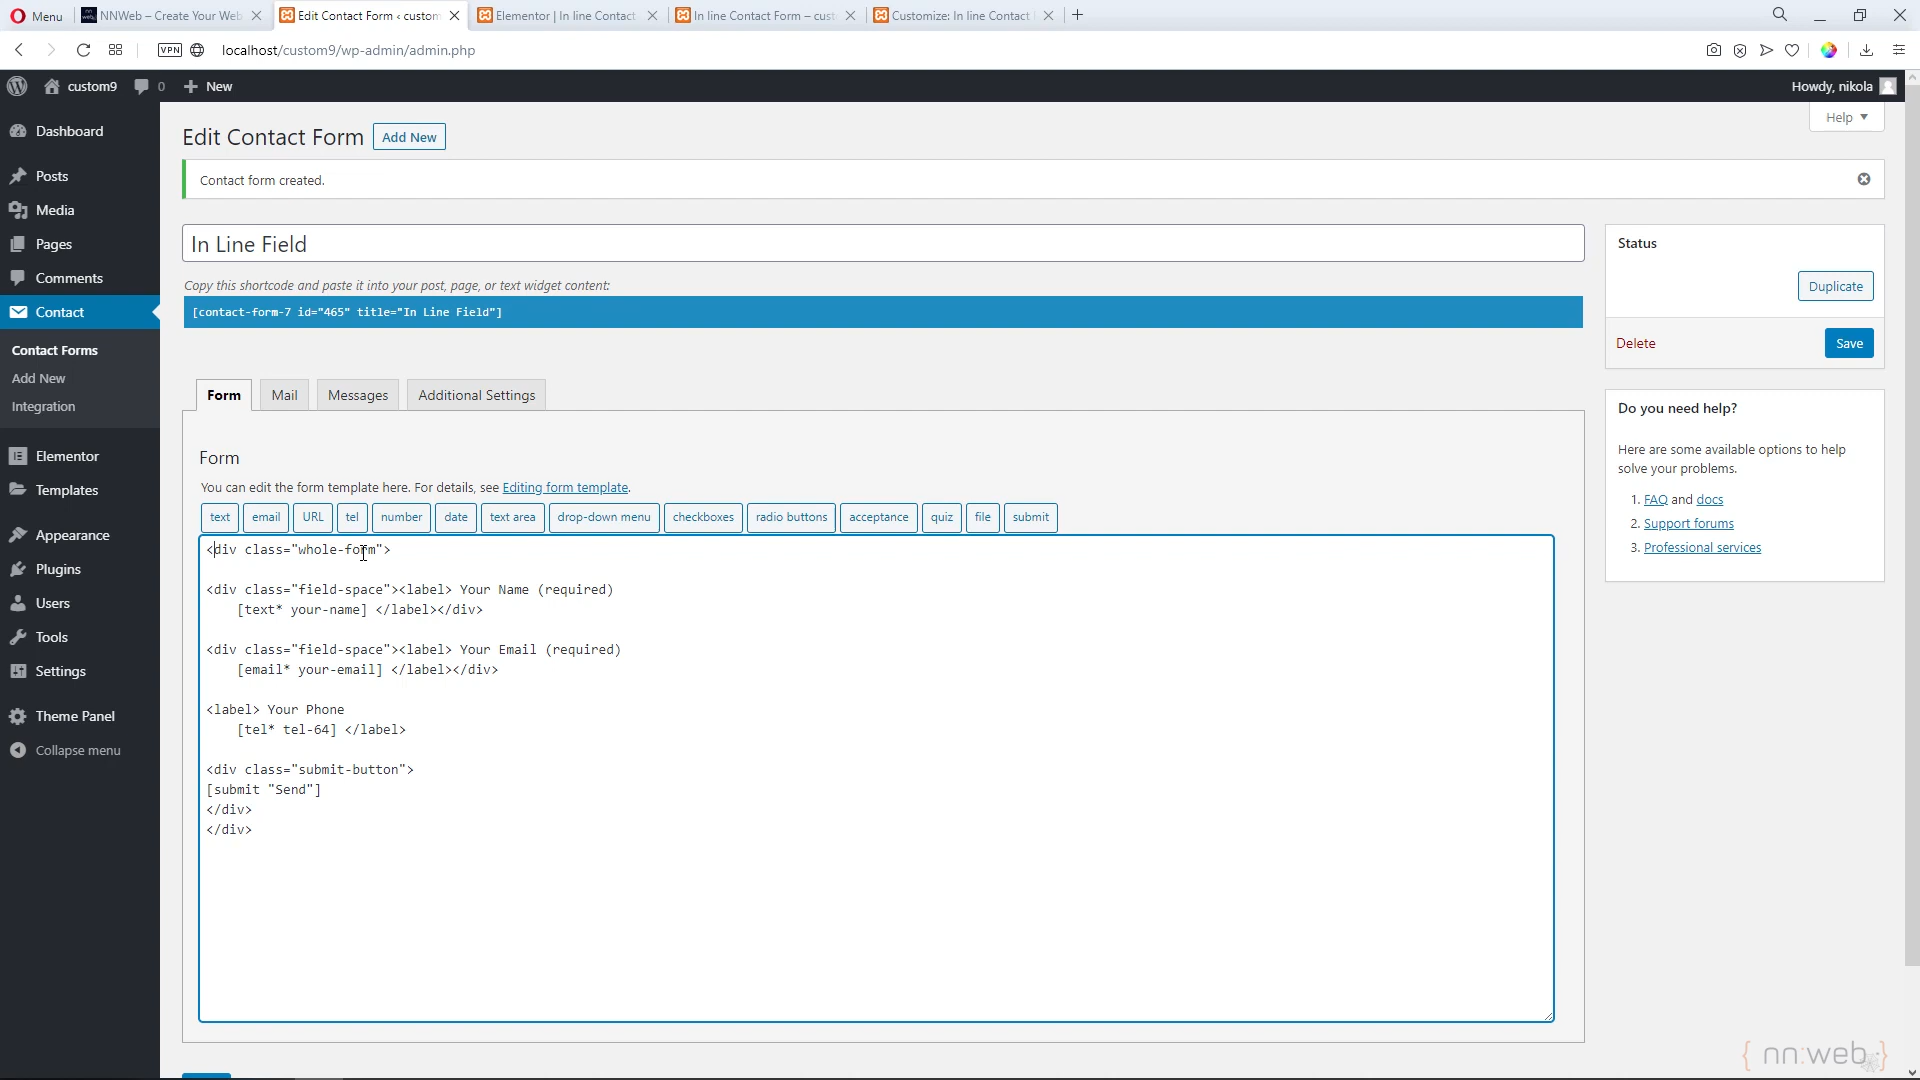 Menu
NNWeb – Create Your Web
Edit Contact Form ‹ custom
Elementor | In line Contact
In line Contact Form – cust
Customize: In line Contact
VPN
localhost/custom9/wp-admin/admin.php
custom9
0
New
Howdy, nikola
Dashboard
Posts
Media
Pages
Comments
Contact
Contact Forms
Add New
Integration
Elementor
Templates
Appearance
Plugins
Users
Tools
Settings
Theme Panel
Collapse menu
Help
Edit Contact Form
Add New
Contact form created.
In Line Field
Copy this shortcode and paste it into your post, page, or text widget content:
[contact-form-7 id="465" title="In Line Field"]
Form
Mail
Messages
Additional Settings
Form
You can edit the form template here. For details, see Editing form template.
text
email
URL
tel
number
date
text area
drop-down menu
checkboxes
radio buttons
acceptance
quiz
file
submit
<div class="whole-form">
<div class="field-space"><label> Your Name (required)
[text* your-name] </label></div>
<div class="field-space"><label> Your Email (required)
[email* your-email] </label></div>
<label> Your Phone
[tel* tel-64] </label>
<div class="submit-button">
[submit "Send"]
</div>
</div>
Status
Duplicate
Delete
Save
Do you need help?
Here are some available options to help
solve your problems.
1. FAQ and docs
2. Support forums
3. Professional services
{ nn:web. }